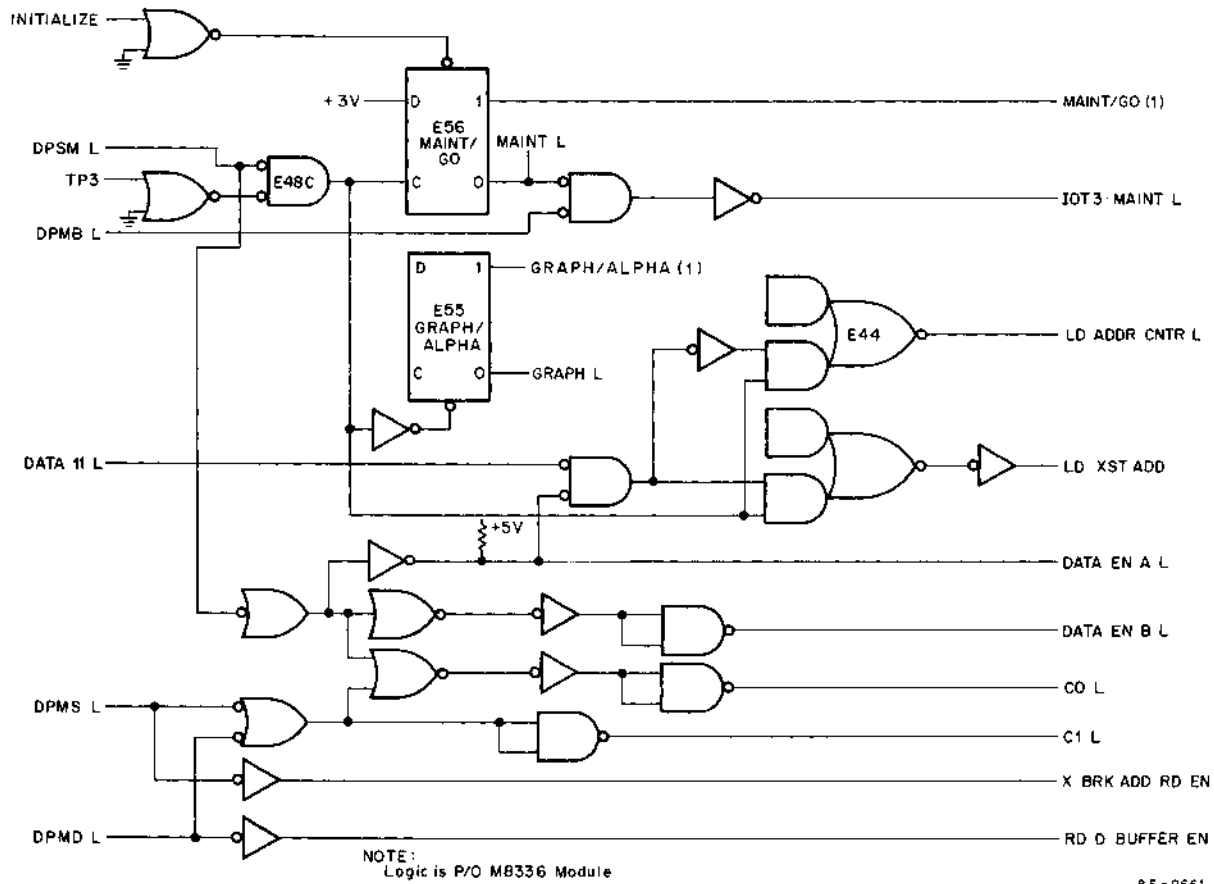 INITIALIZE
+3V
D 1
MAINT/GO (1)
E56
MAINT/
GO
DPSM L
MAINT L
TP3
E48C
C 0
IOT3·MAINT L
DPMB L
D 1
GRAPH/ALPHA (1)
E55
GRAPH/
ALPHA
E44
LD ADDR CNTR L
C 0
GRAPH L
DATA 11 L
LD XST ADD
+5V
DATA EN A L
DATA EN B L
C0 L
DPMS L
C1 L
X BRK ADD RD EN
DPMD L
RD D BUFFER EN
NOTE:
Logic is P/O M8336 Module